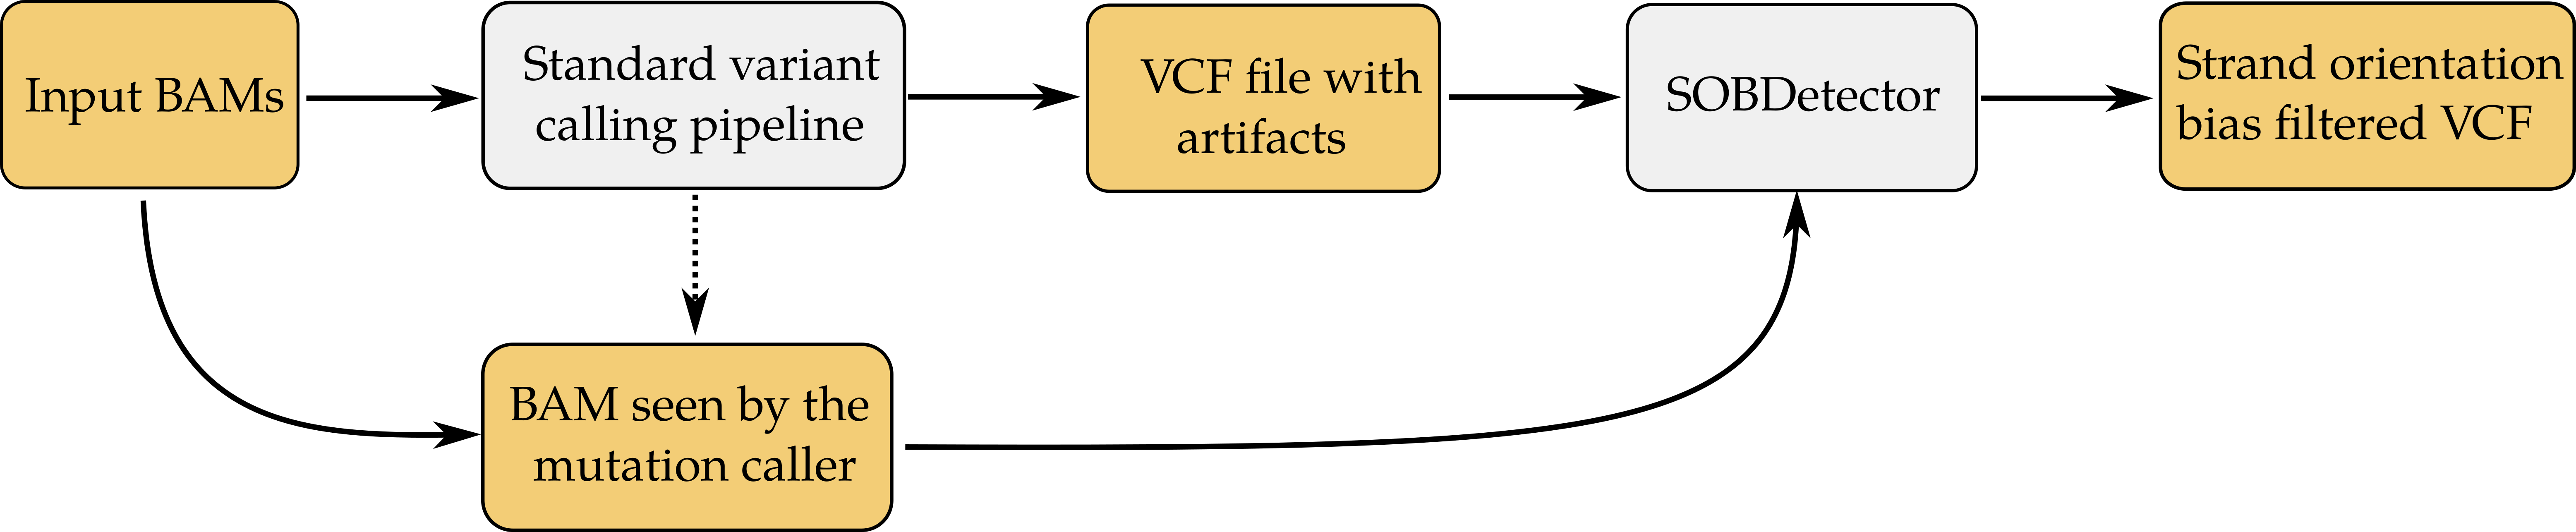 Input BAMs
Standard variant
calling pipeline
VCF file with
artifacts
SOBDetector
Strand orientation
bias filtered VCF
BAM seen by the
mutation caller